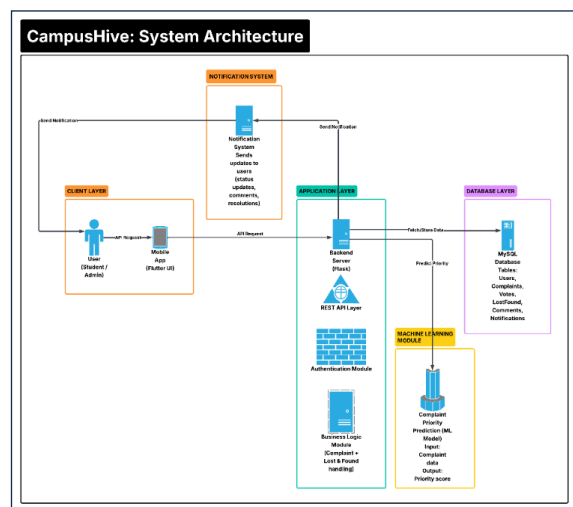 CampusHive: System Architecture
NOTIFICATION SYSTEM
Send Notification
Send Notification
Notification
System
Sends
updates to
users
(status
updates,
comments,
resolutions)
CLIENT LAYER
APPLICATION LAYER
DATABASE LAYER
API Request
API Request
Fetch/Store Data
User
(Student /
Admin)
Mobile
App
(Flutter UI)
Backend
Server
(Flask)
MySQL
Database
Tables:
Users,
Complaints,
Votes,
LostFound,
Comments,
Notifications
Predict Priority
REST API Layer
MACHINE LEARNING
MODULE
Authentication Module
Complaint
Priority
Prediction (ML
Model)
Input:
Complaint
data
Output:
Priority score
Business Logic
Module
(Complaint +
Lost & Found
handling)